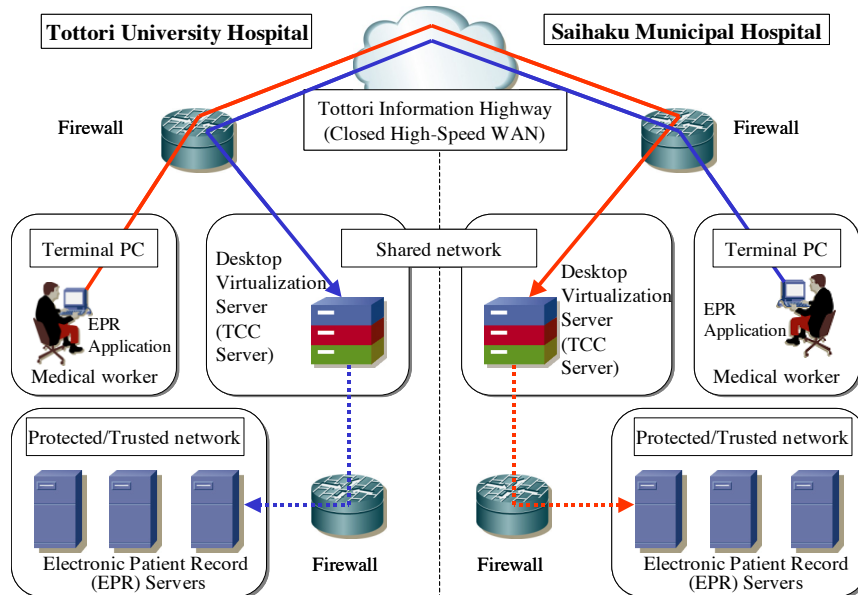 Tottori University Hospital
Saihaku Municipal Hospital
Tottori Information Highway
(Closed High-Speed WAN)
Firewall
Firewall
Terminal PC
Shared network
Terminal PC
EPR
Application
Medical worker
Desktop
Virtualization
Server
(TCC
Server)
Desktop
Virtualization
Server
(TCC
Server)
EPR
Application
Medical worker
Protected/Trusted network
Protected/Trusted network
Electronic Patient Record
(EPR) Servers
Firewall
Firewall
Electronic Patient Record
(EPR) Servers